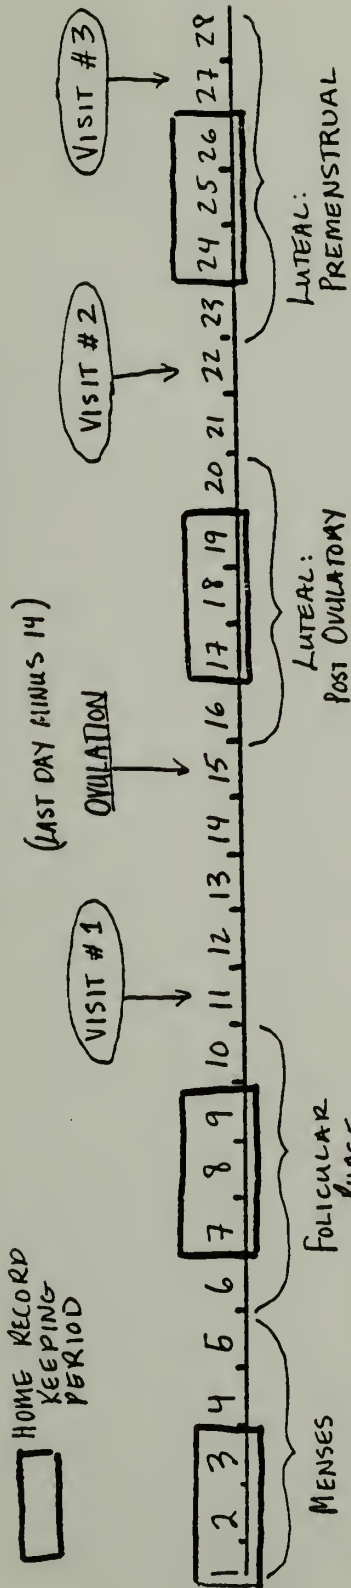 HOME RECORD
KEEPING
PERIOD
(LAST DAY MINUS 14)
VISIT #1
OVULATION
VISIT #2
VISIT #3
1 2 3 4 5 6 7 8 9 10 11 12 13 14 15 16 17 18 19 20 21 22 23 24 25 26 27 28
MENSES
FOLICULAR
PHASE
LUTEAL:
POST OVULATORY
LUTEAL:
PREMENSTRUAL